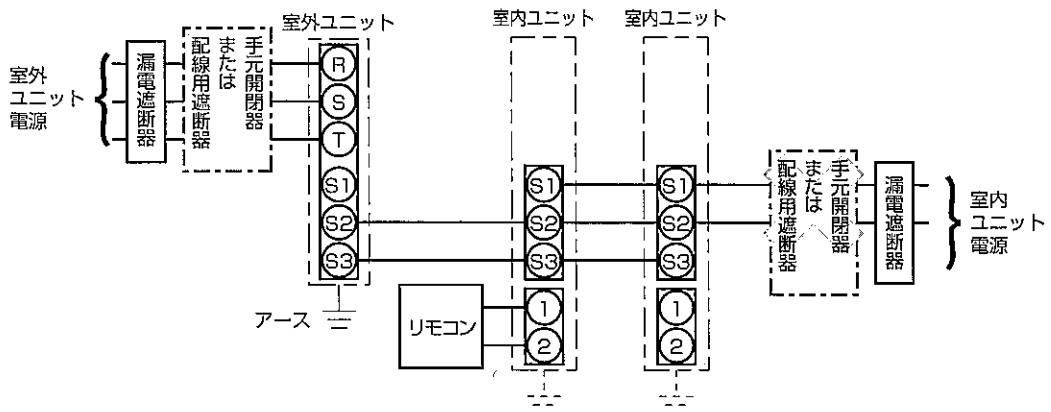 室外ユニット
室内ユニット
室内ユニット
室外
ユニット
電源
漏電遮断器
手元開閉器
または
配線用遮断器
R
S
T
S1
S2
S3
アース
リモコン
S1
S2
S3
1
2
S1
S2
S3
1
2
手元開閉器
または
配線用遮断器
漏電遮断器
室内
ユニット
電源